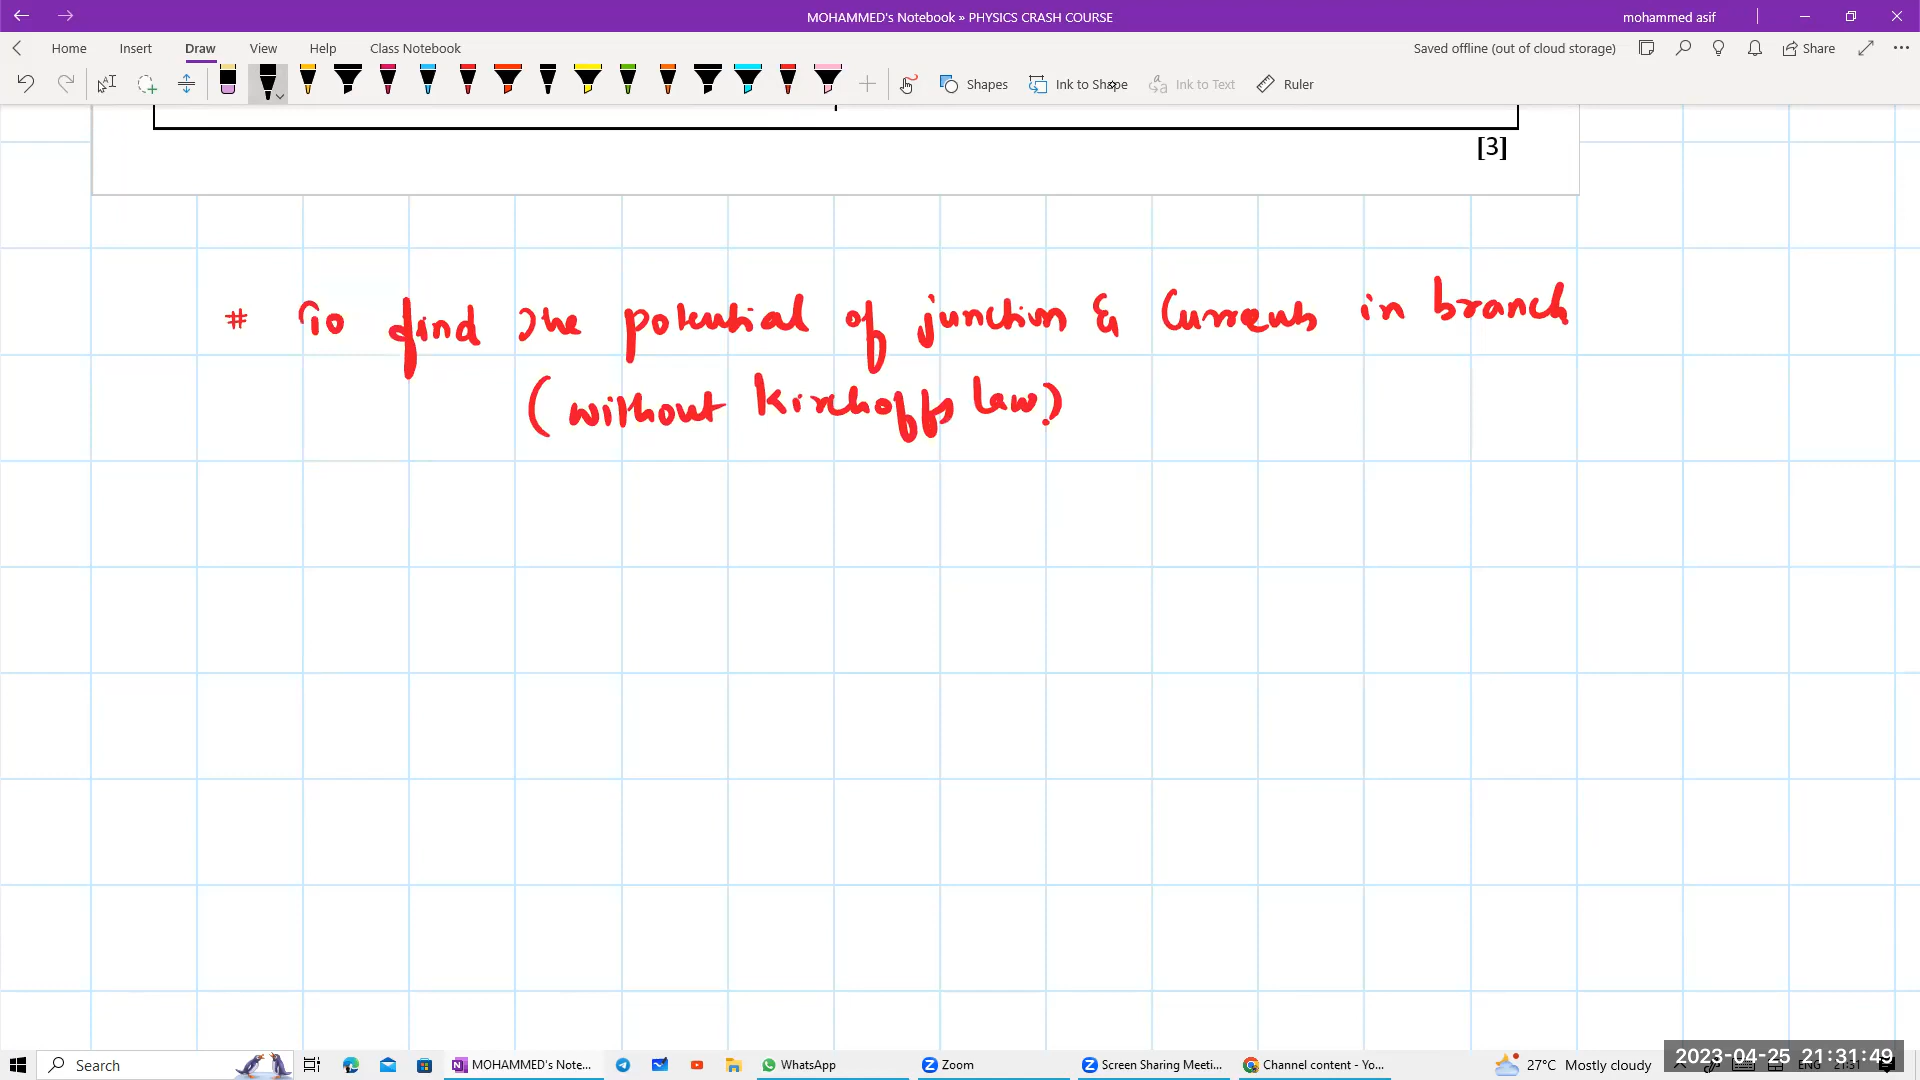 MOHAMMED's Notebook » PHYSICS CRASH COURSE
mohammed asif
Home Insert Draw View Help Class Notebook
Saved offline (out of cloud storage)
Share
Shapes
Ink to Shape
Ink to Text
Ruler
[3]
# To find the potential of junction & Currents in branch
(without kirchoffs law)
Search
MOHAMMED's Note...
WhatsApp
Zoom
Screen Sharing Meeti...
Channel content - Yo...
27°C Mostly cloudy
2023-04-25 21:31:49